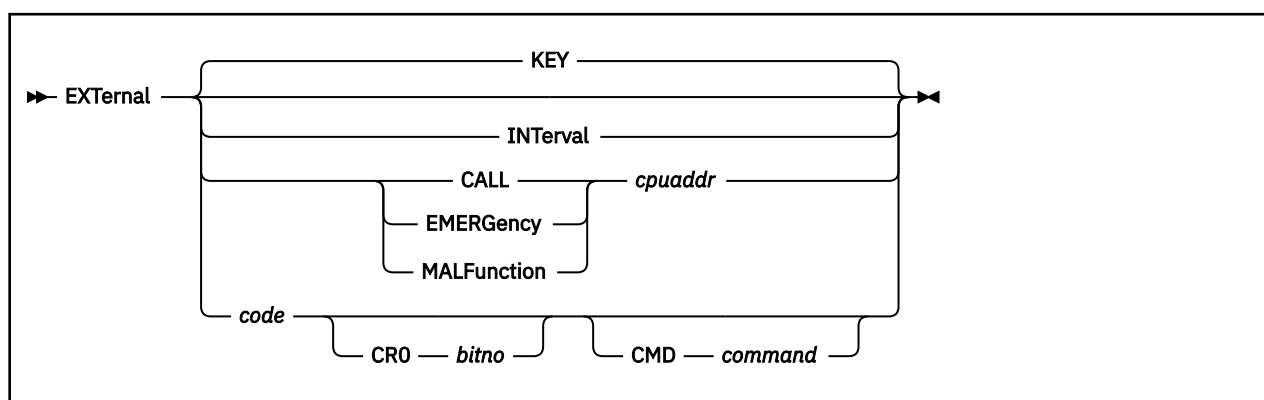 KEY
EXTernal
INTerval
CALL cpuaddr
EMERGency
MALFunction
code
CR0 bitno CMD command